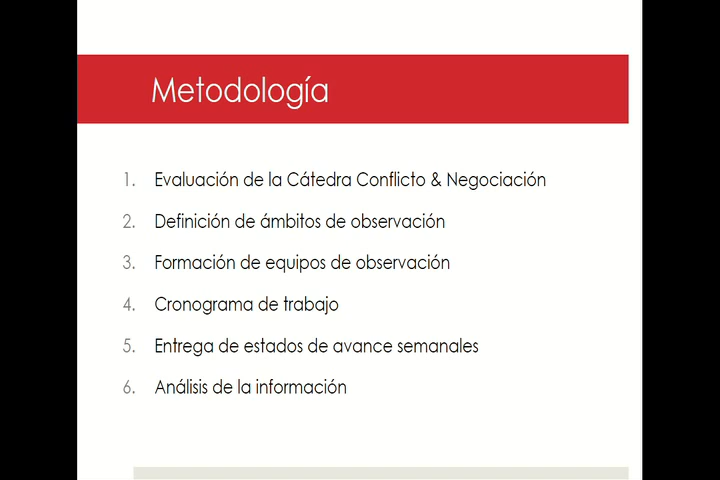 Metodología
1. Evaluación de la Cátedra Conflicto & Negociación
2. Definición de ámbitos de observación
3. Formación de equipos de observación
4. Cronograma de trabajo
5. Entrega de estados de avance semanales
6. Análisis de la información